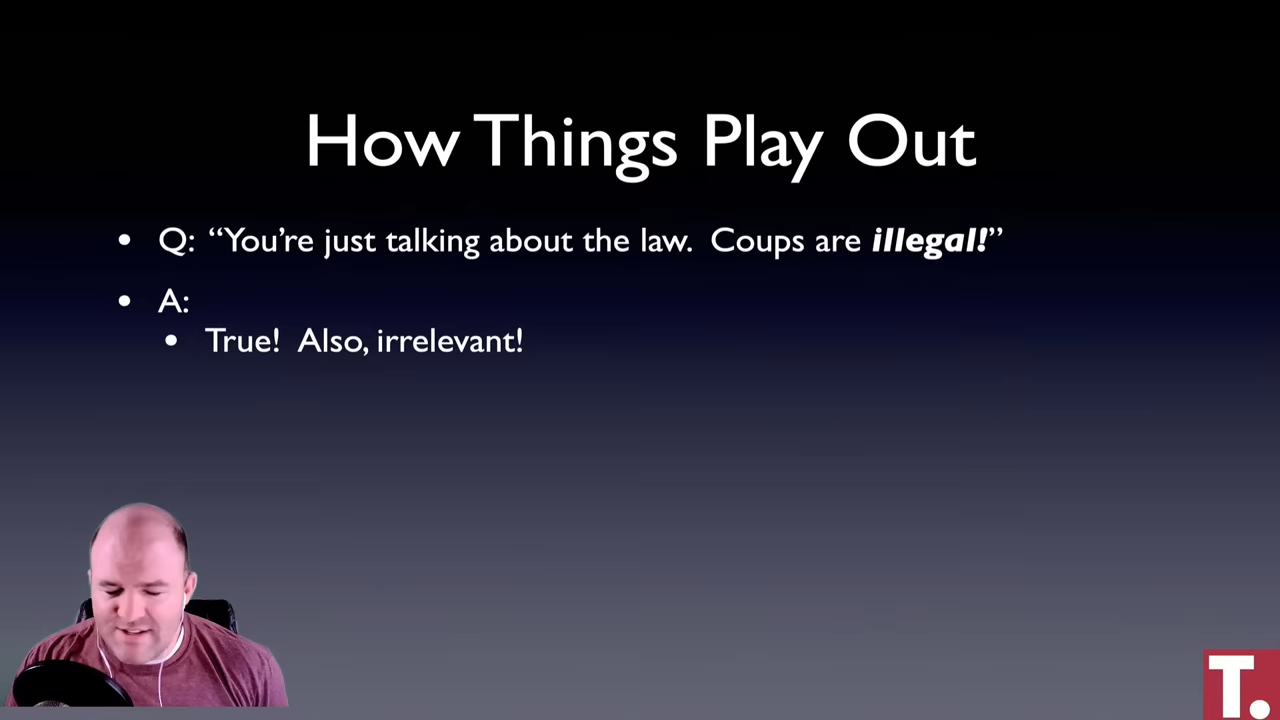 How Things Play Out
• Q: “You’re just talking about the law.  Coups are illegal!”
• A:
• True!  Also, irrelevant!
T.